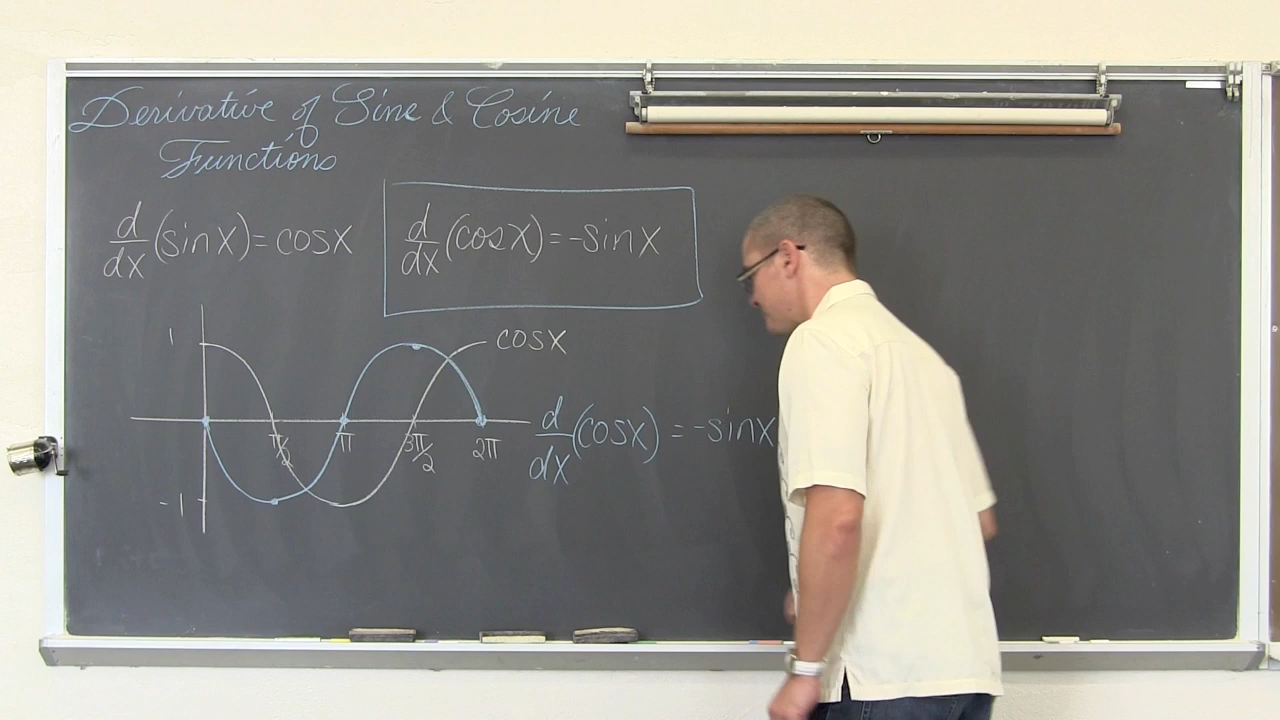 Derivative of Sine & Cosine
Functions
d/dx (sin x) = cos x
d/dx (cos x) = -sin x
1
cos x
π/2 π 3π/2 2π
d/dx (cos x) = -sin x
-1